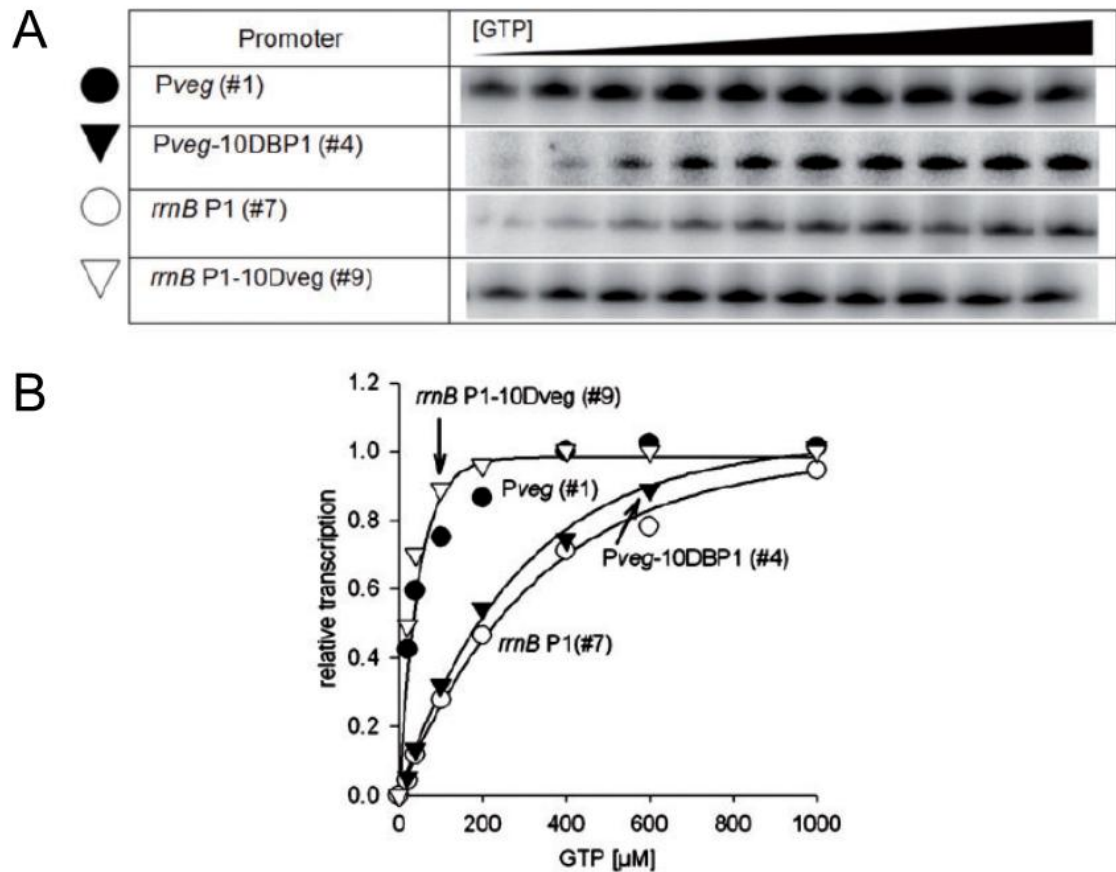 A
Promoter
[GTP]
Pveg (#1)
Pveg-10DBP1 (#4)
rrnB P1 (#7)
rrnB P1-10Dveg (#9)
B
1.2
1.0
0.8
0.6
0.4
0.2
0.0
relative transcription
rrnB P1-10Dveg (#9)
Pveg (#1)
Pveg-10DBP1 (#4)
rrnB P1(#7)
0 200 400 600 800 1000
GTP [µM]